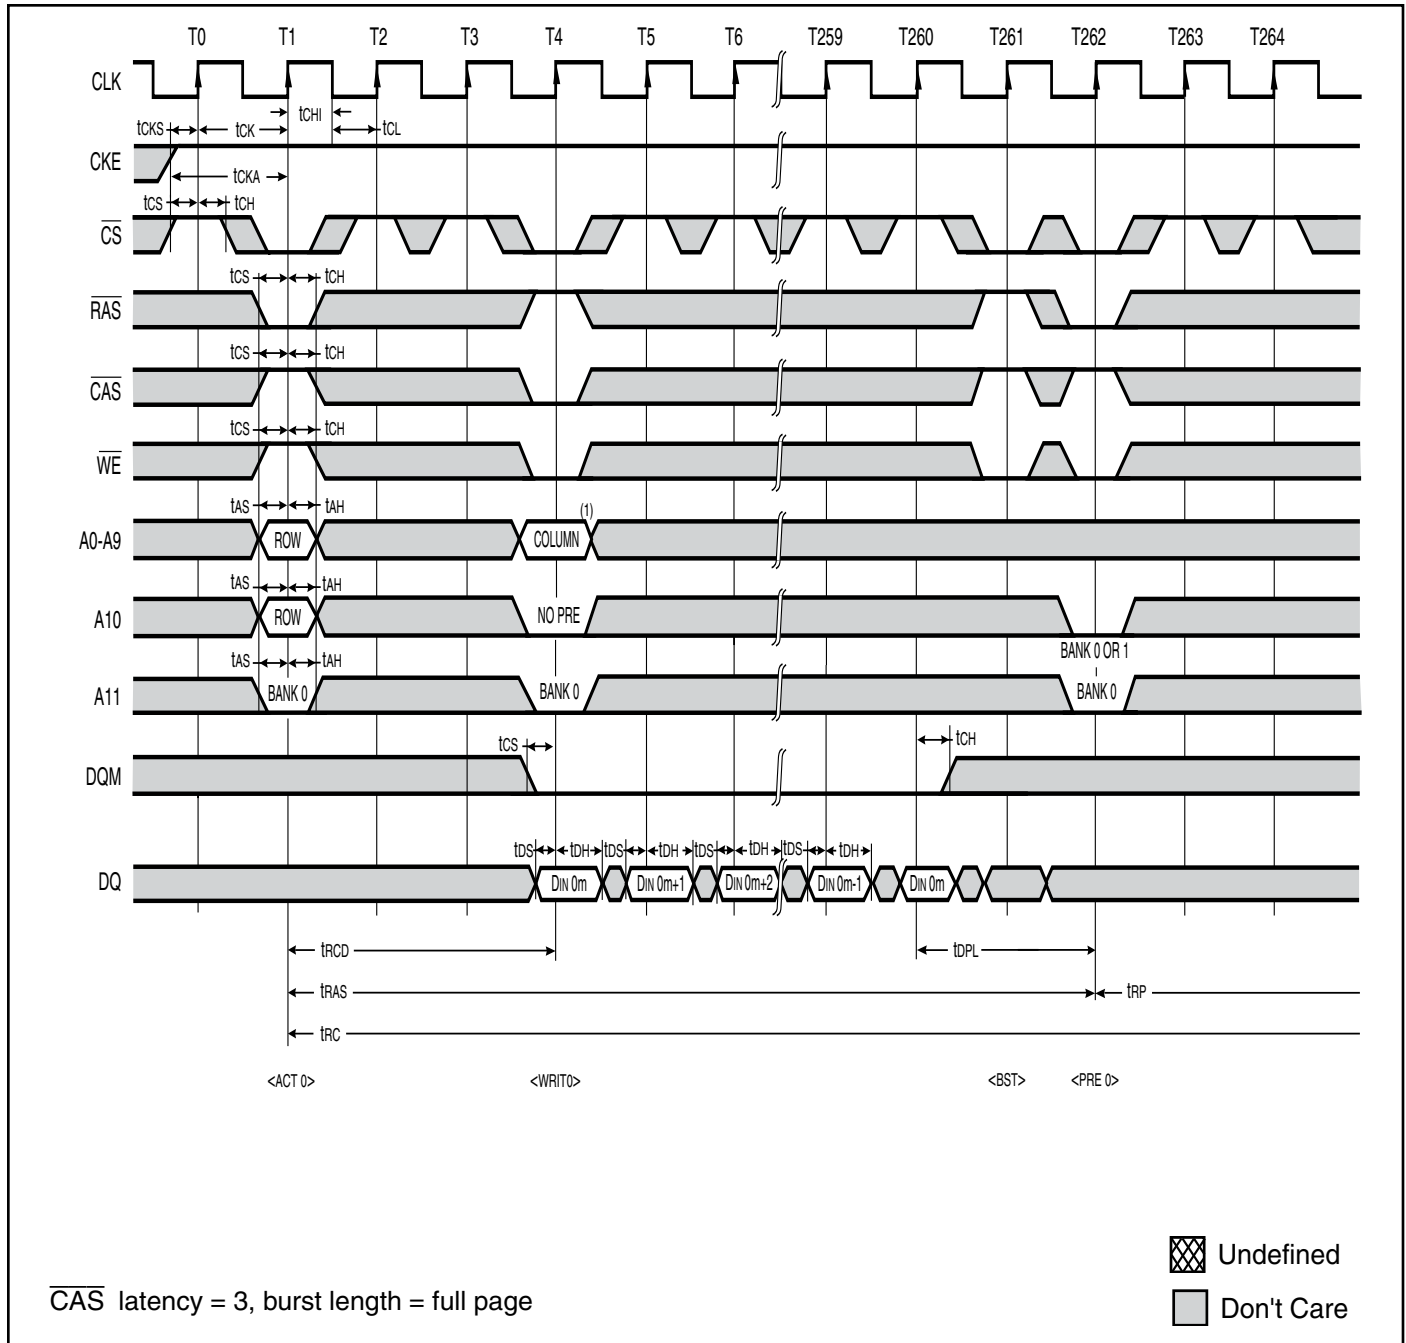 T0 T1 T2 T3 T4 T5 T6 T259 T260 T261 T262 T263 T264
CLK
tCHI
tCKS tCK tCL
CKE
tCKA
tCS tCH
CS
tCS tCH
RAS
tCS tCH
CAS
tCS tCH
WE
tAS tAH (1)
A0-A9 ROW COLUMN
tAS tAH
A10 ROW NO PRE
BANK 0 OR 1
tAS tAH
A11 BANK 0 BANK 0 BANK 0
tCS tCH
DQM
tDS tDH tDS tDH tDS tDH tDS tDH
DQ DIN 0m DIN 0m+1 DIN 0m+2 DIN 0m-1 DIN 0m
tRCD tDPL
tRAS tRP
tRC
<ACT 0> <WRIT0> <BST> <PRE 0>
Undefined
CAS latency = 3, burst length = full page
Don't Care